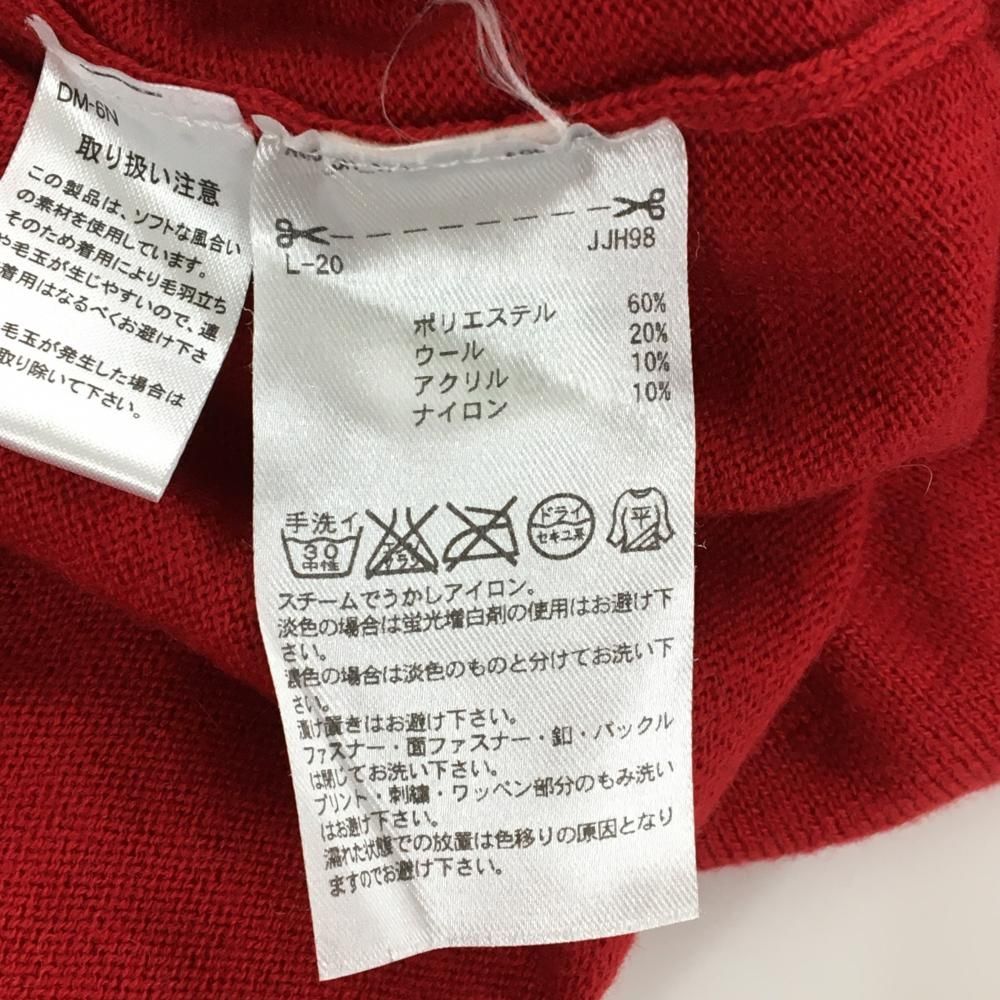 DM-6N
取り扱い注意
この製品は、ソフトな風合い
の素材を使用しています。
そのため着用により毛羽立ち
や毛玉が生じやすいので、連
着用はなるべくお避け下さ
毛玉が発生した場合は
取り除いて下さい。
L-20 JJH98
ポリエステル 60%
ウール 20%
アクリル 10%
ナイロン 10%
手洗イ
30
中性
ドライ
セキユ系
平
スチームでうかしアイロン。
淡色の場合は蛍光増白剤の使用はお避け下
さい。
濃色の場合は淡色のものと分けてお洗い下
さい。
漬け置きはお避け下さい。
ファスナー・面ファスナー・釦・バックル
は閉じてお洗い下さい。
プリント・刺繍・ワッペン部分のもみ洗い
はお避け下さい。
濡れた状態での放置は色移りの原因となり
ますのでお避け下さい。